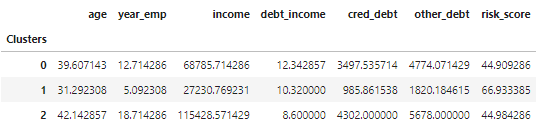 age year_emp income debt_income cred_debt other_debt risk_score
Clusters
0 39.607143 12.714286 68785.714286 12.342857 3497.535714 4774.071429 44.909286
1 31.292308 5.092308 27230.769231 10.320000 985.861538 1820.184615 66.933385
2 42.142857 18.714286 115428.571429 8.600000 4302.000000 5678.000000 44.984286